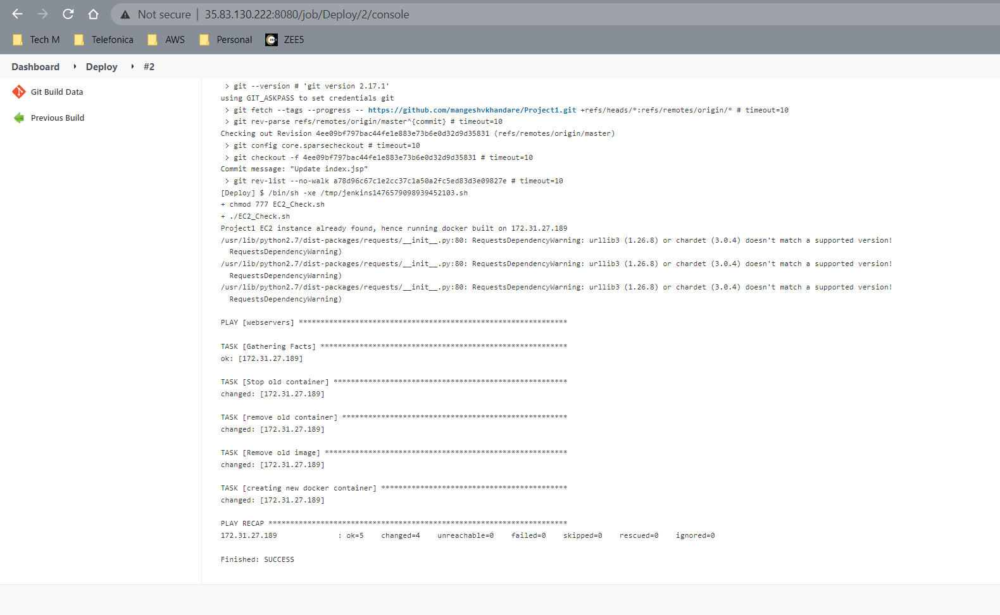 Not secure | 35.83.130.222:8080/job/Deploy/2/console
Tech M Telefonica AWS Personal ZEE5
Dashboard Deploy #2
Git Build Data
Previous Build
> git --version # 'git version 2.17.1'
using GIT_ASKPASS to set credentials git
> git fetch --tags --progress -- https://github.com/mangeshvkhandare/Project1.git +refs/heads/*:refs/remotes/origin/* # timeout=10
> git rev-parse refs/remotes/origin/master^{commit} # timeout=10
Checking out Revision 4ee09bf797bac44fe1e883e73b6e0d32d9d35831 (refs/remotes/origin/master)
> git config core.sparsecheckout # timeout=10
> git checkout -f 4ee09bf797bac44fe1e883e73b6e0d32d9d35831 # timeout=10
Commit message: "Update index.jsp"
> git rev-list --no-walk a78d96c67c1e2cc37c1a50a2fc5ed83d3e09827e # timeout=10
[Deploy] $ /bin/sh -xe /tmp/jenkins1476579098939452103.sh
+ chmod 777 EC2_Check.sh
+ ./EC2_Check.sh
Project1 EC2 instance already found, hence running docker built on 172.31.27.189
/usr/lib/python2.7/dist-packages/requests/__init__.py:80: RequestsDependencyWarning: urllib3 (1.26.8) or chardet (3.0.4) doesn't match a supported version!
RequestsDependencyWarning)
/usr/lib/python2.7/dist-packages/requests/__init__.py:80: RequestsDependencyWarning: urllib3 (1.26.8) or chardet (3.0.4) doesn't match a supported version!
RequestsDependencyWarning)
/usr/lib/python2.7/dist-packages/requests/__init__.py:80: RequestsDependencyWarning: urllib3 (1.26.8) or chardet (3.0.4) doesn't match a supported version!
RequestsDependencyWarning)
PLAY [webservers] **************************************************************
TASK [Gathering Facts] *********************************************************
ok: [172.31.27.189]
TASK [Stop old container] ******************************************************
changed: [172.31.27.189]
TASK [remove old container] ****************************************************
changed: [172.31.27.189]
TASK [Remove old image] ********************************************************
changed: [172.31.27.189]
TASK [creating new docker container] *******************************************
changed: [172.31.27.189]
PLAY RECAP *********************************************************************
172.31.27.189 : ok=5 changed=4 unreachable=0 failed=0 skipped=0 rescued=0 ignored=0
Finished: SUCCESS